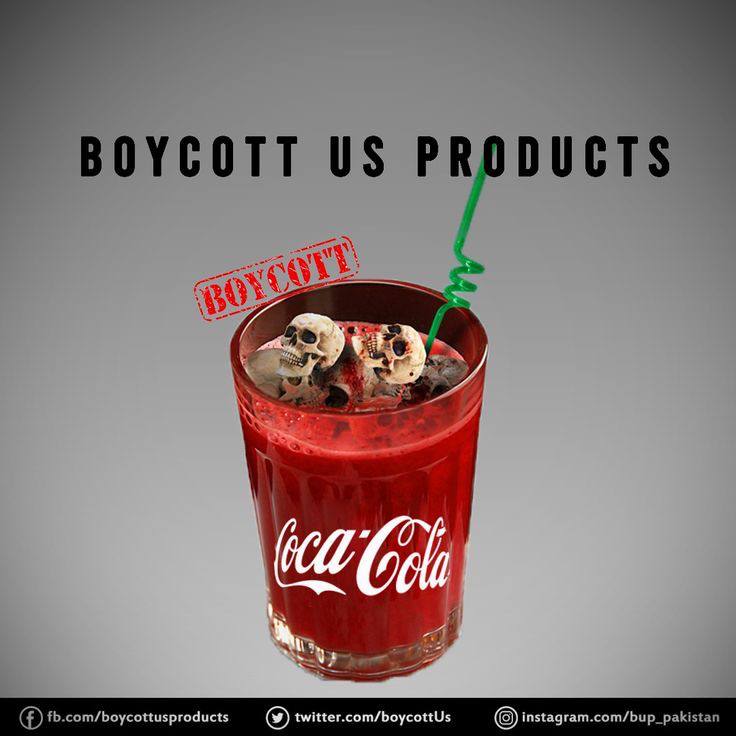 BOYCOTT US PRODUCTS
BOYCOTT
Coca-Cola
fb.com/boycottusproducts twitter.com/boycottUs instagram.com/bup_pakistan